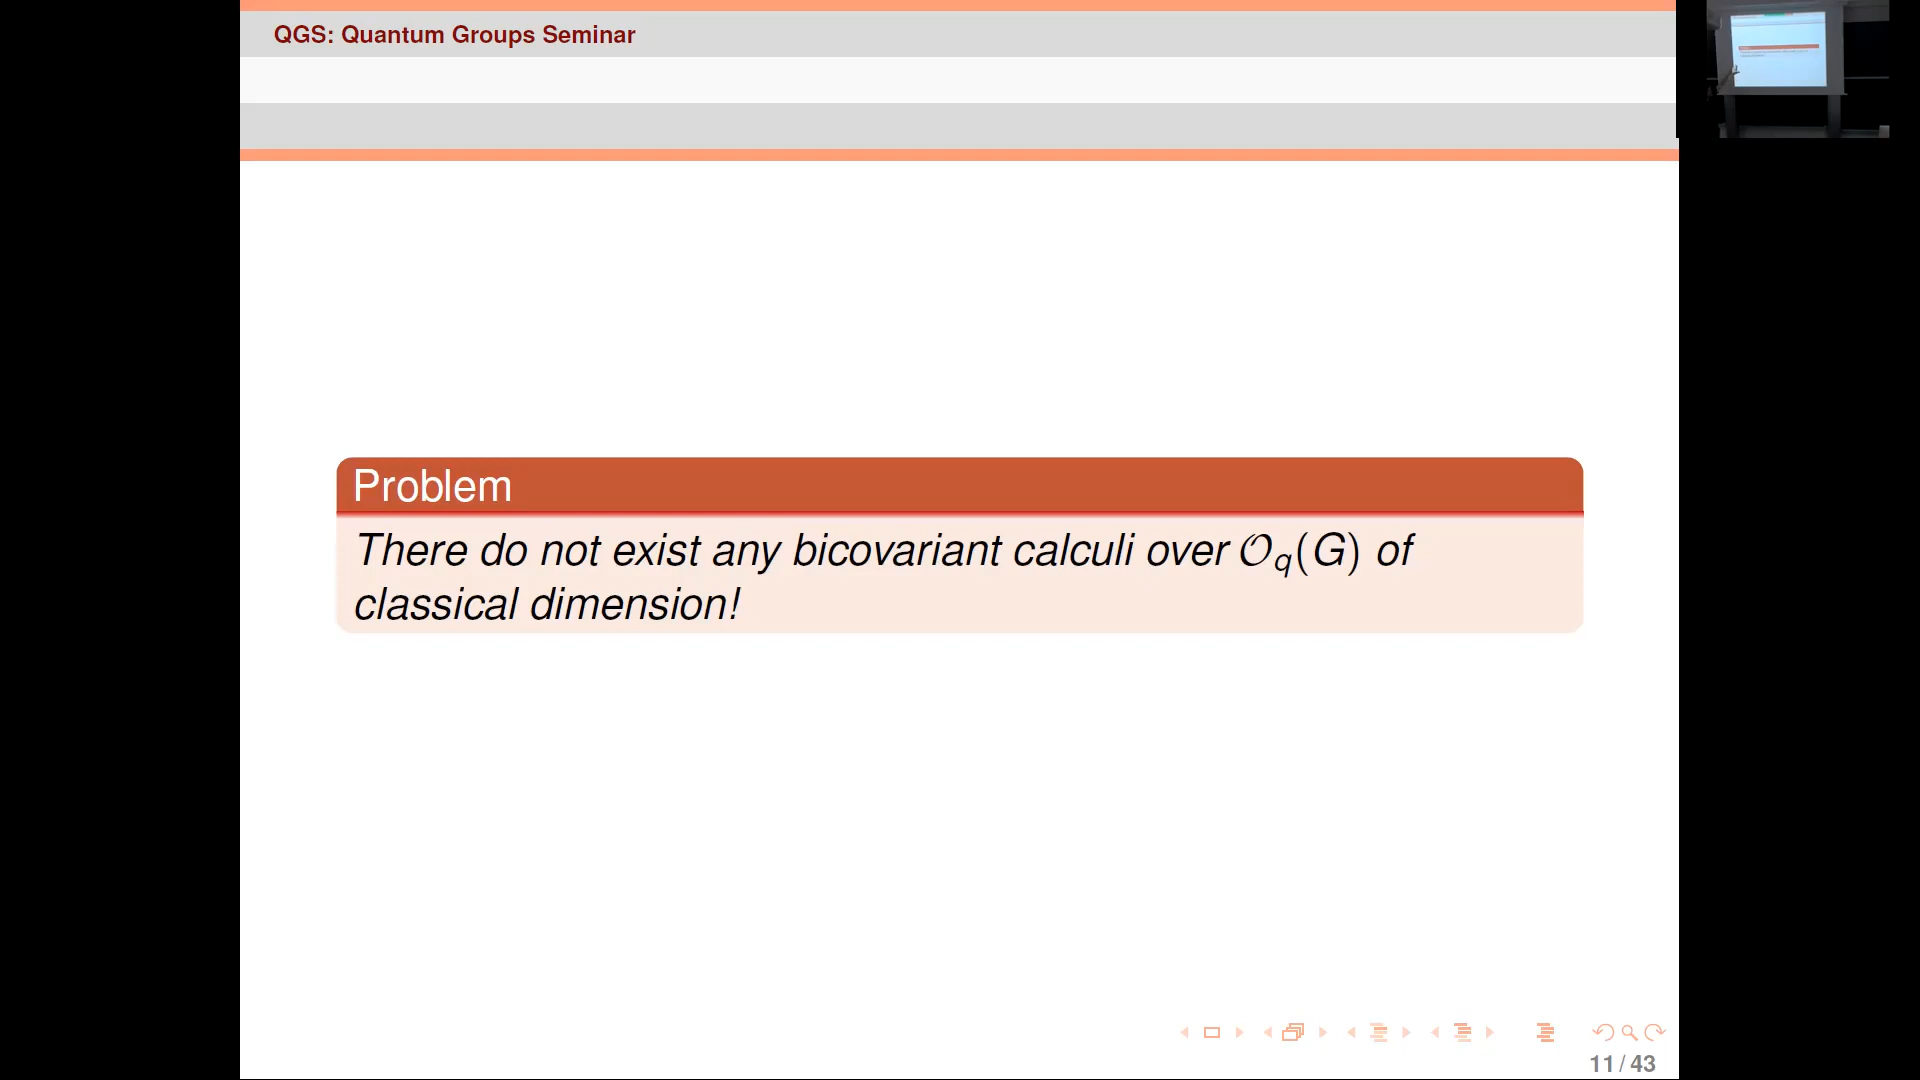 QGS: Quantum Groups Seminar
Problem
There do not exist any bicovariant calculi over 𝒪q(G) of
classical dimension!
11 / 43